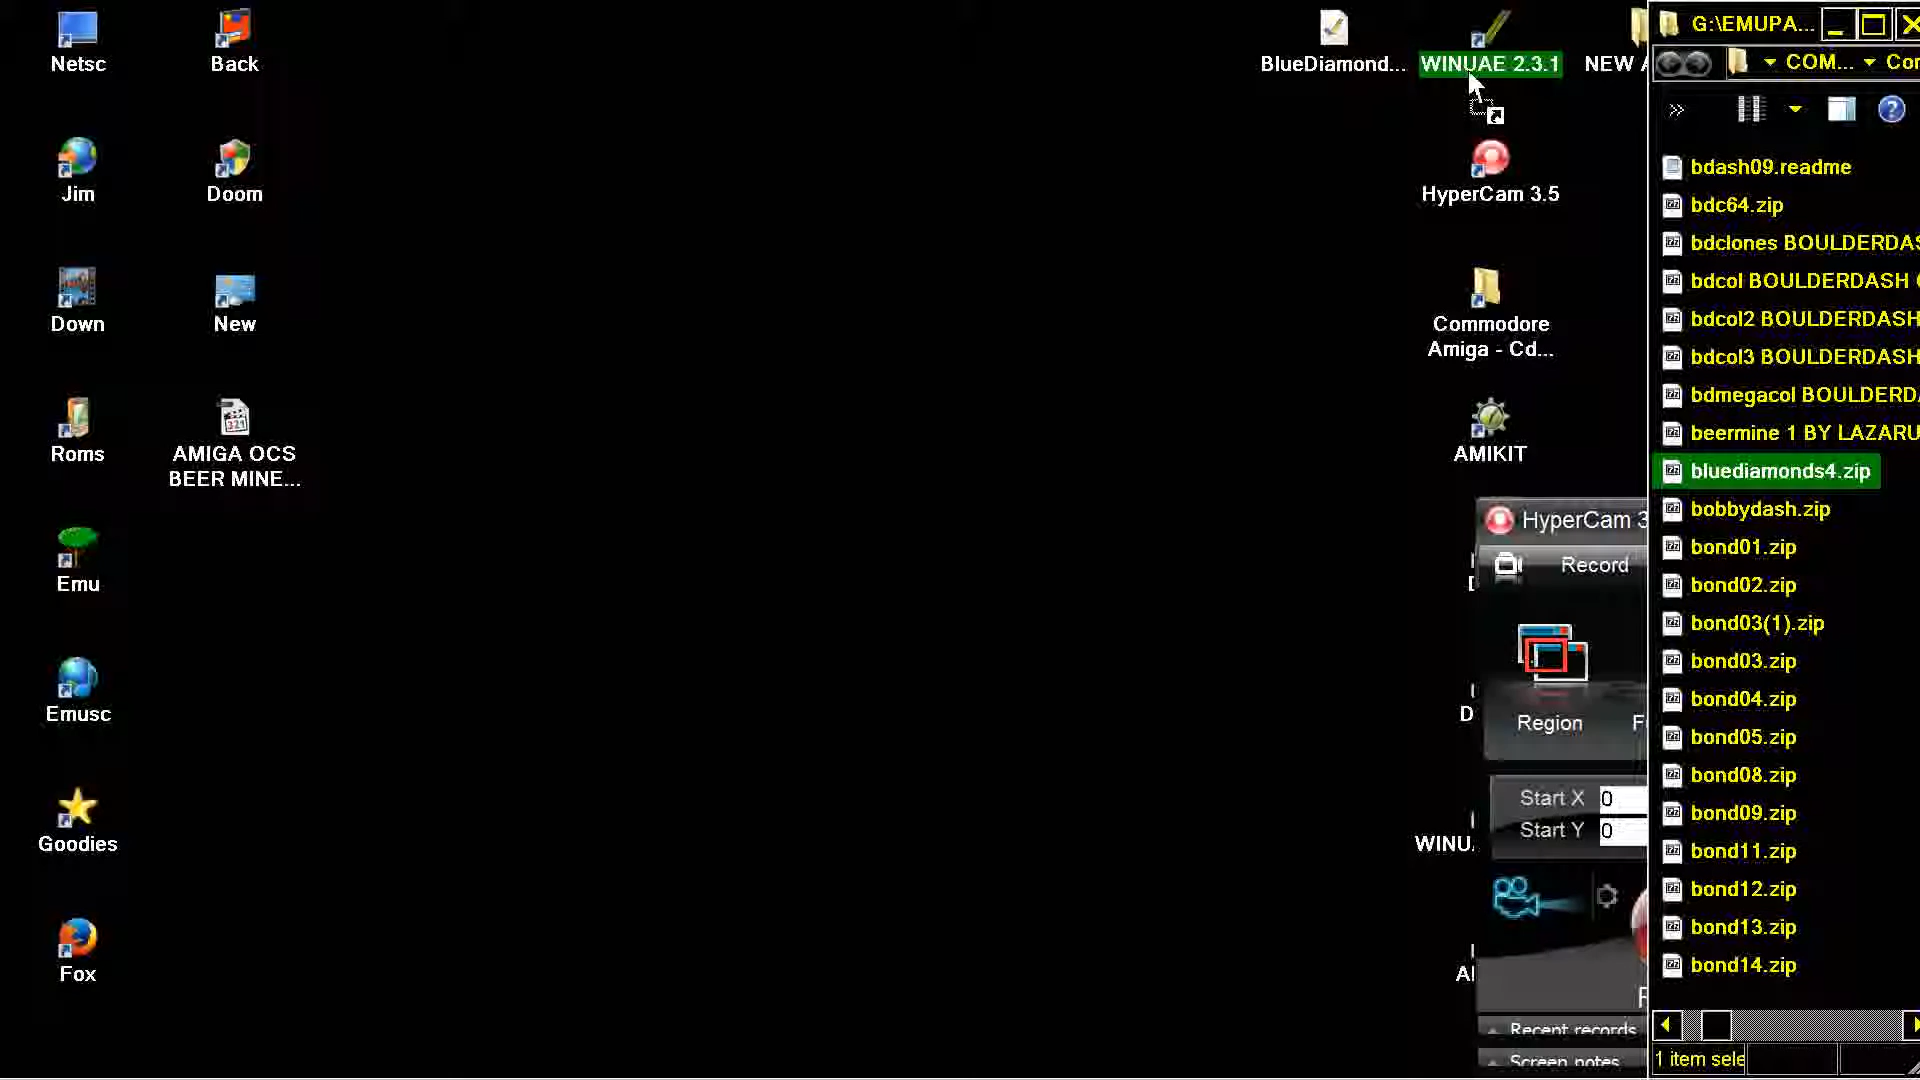 Netsc
Back
Jim
Doom
Down
New
Roms
AMIGA OCS
BEER MINE...
Emu
Emusc
Goodies
Fox
BlueDiamond...
WINUAE 2.3.1
NEW
HyperCam 3.5
Commodore
Amiga - Cd...
AMIKIT
D
WINU
HyperCam 3
Record
Region
Start X 0
Start Y 0
Recent records
Screen notes
G:\EMUPA...
COM...
bdash09.readme
bdc64.zip
bdclones BOULDERDAS
bdcol BOULDERDASH
bdcol2 BOULDERDASH
bdcol3 BOULDERDASH
bdmegacol BOULDERDA
beermine 1 BY LAZARU
bluediamonds4.zip
bobbydash.zip
bond01.zip
bond02.zip
bond03(1).zip
bond03.zip
bond04.zip
bond05.zip
bond08.zip
bond09.zip
bond11.zip
bond12.zip
bond13.zip
bond14.zip
1 item sele